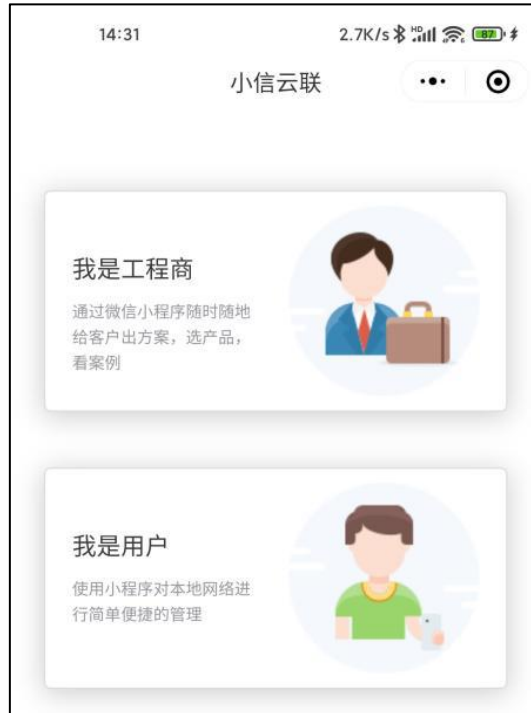 14:31 2.7K/s HD 87
小信云联
我是工程商
通过微信小程序随时随地
给客户出方案，选产品，
看案例
我是用户
使用小程序对本地网络进
行简单便捷的管理